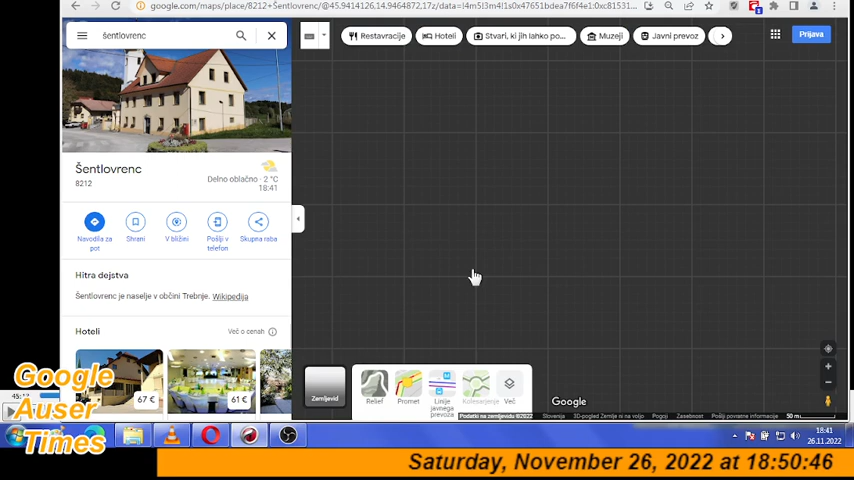 google.com/maps/place/8212+Šentlovrenc/@45.9414126,14.9464872,17z/data=!4m5!3m4!1s0x47651bdea7f6f4e1:0xc81531...
šentlovrenc
Restavracije
Hoteli
Stvari, ki jih lahko po...
Muzeji
Javni prevoz
Prijava
Šentlovrenc
8212
Delno oblačno · 2 °C
18:41
Navodila za pot
Shrani
V bližini
Pošlji v telefon
Skupna raba
Hitra dejstva
Šentlovrenc je naselje v občini Trebnje. Wikipedija
Hoteli
Več o cenah
67 €
61 €
Zemljevid
Relief
Promet
Linije javnega prevoza
Kolesarjenje
Več
Google
Podatki na zemljevidu ©2022
Slovenija
3D-pogled Zemlje ni na voljo
Pogoji
Zasebnost
Pošlji povratne informacije
50 m
Google
Auser
Times
18:41
26.11.2022
Saturday, November 26, 2022 at 18:50:46